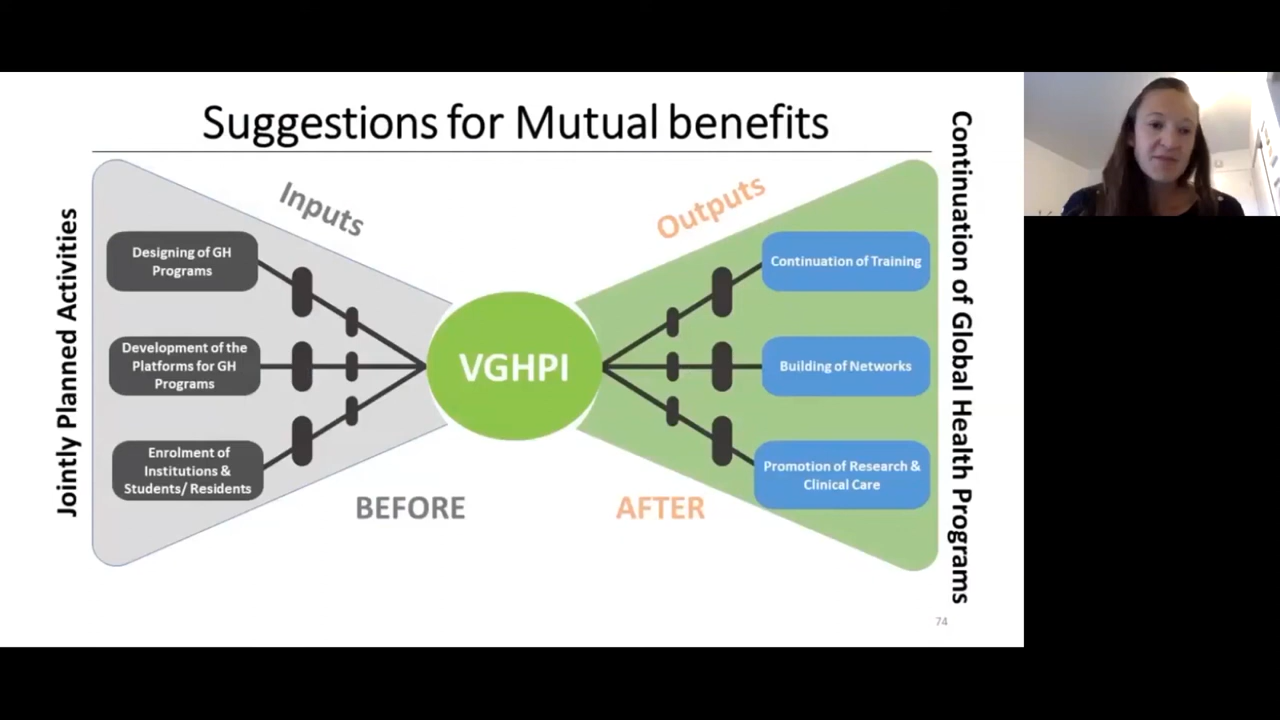 Suggestions for Mutual benefits
Jointly Planned Activities
Inputs
Designing of GH
Programs
Development of the
Platforms for GH
Programs
Enrolment of
Institutions &
Students/ Residents
BEFORE
VGHPI
Outputs
Continuation of Training
Building of Networks
Promotion of Research &
Clinical Care
AFTER
Continuation of Global Health Programs
74